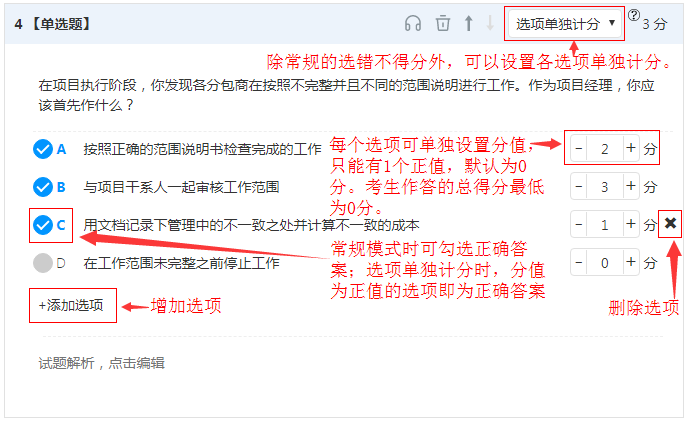 4 【单选题】 选项单独计分 ▼ ? 3 分
除常规的选错不得分外，可以设置各选项单独计分。
在项目执行阶段，你发现各分包商在按照不完整并且不同的范围说明进行工作。作为项目经理，你应
该首先作什么？
A 按照正确的范围说明书检查完成的工作 - 2 + 分
每个选项可单独设置分值，
只能有1个正值，默认为0
分。考生作答的总得分最低
为0分。
B 与项目干系人一起审核工作范围 - 3 + 分
C 用文档记录下管理中的不一致之处并计算不一致的成本 - 1 + 分
常规模式时可勾选正确答
案；选项单独计分时，分值
为正值的选项即为正确答案
D 在工作范围未完整之前停止工作 - 0 + 分
+添加选项
增加选项
删除选项
试题解析，点击编辑